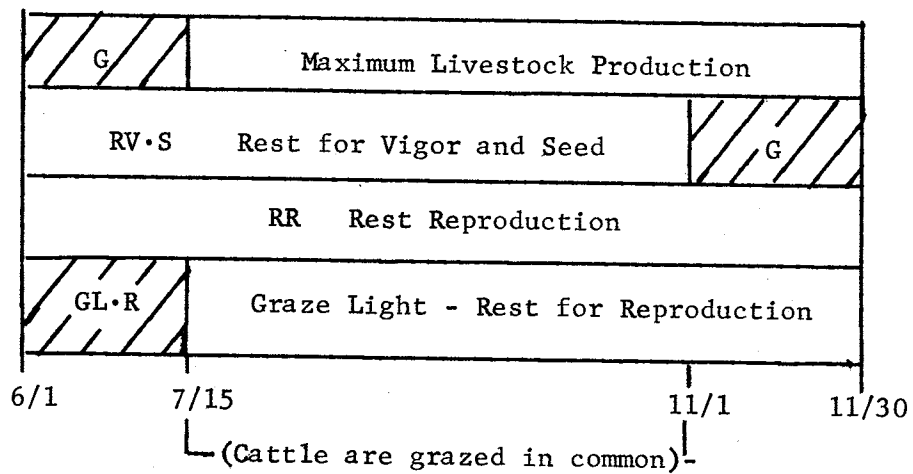 G Maximum Livestock Production
RV·S Rest for Vigor and Seed G
RR Rest Reproduction
GL·R Graze Light - Rest for Reproduction
6/1 7/15 11/1 11/30
(Cattle are grazed in common)